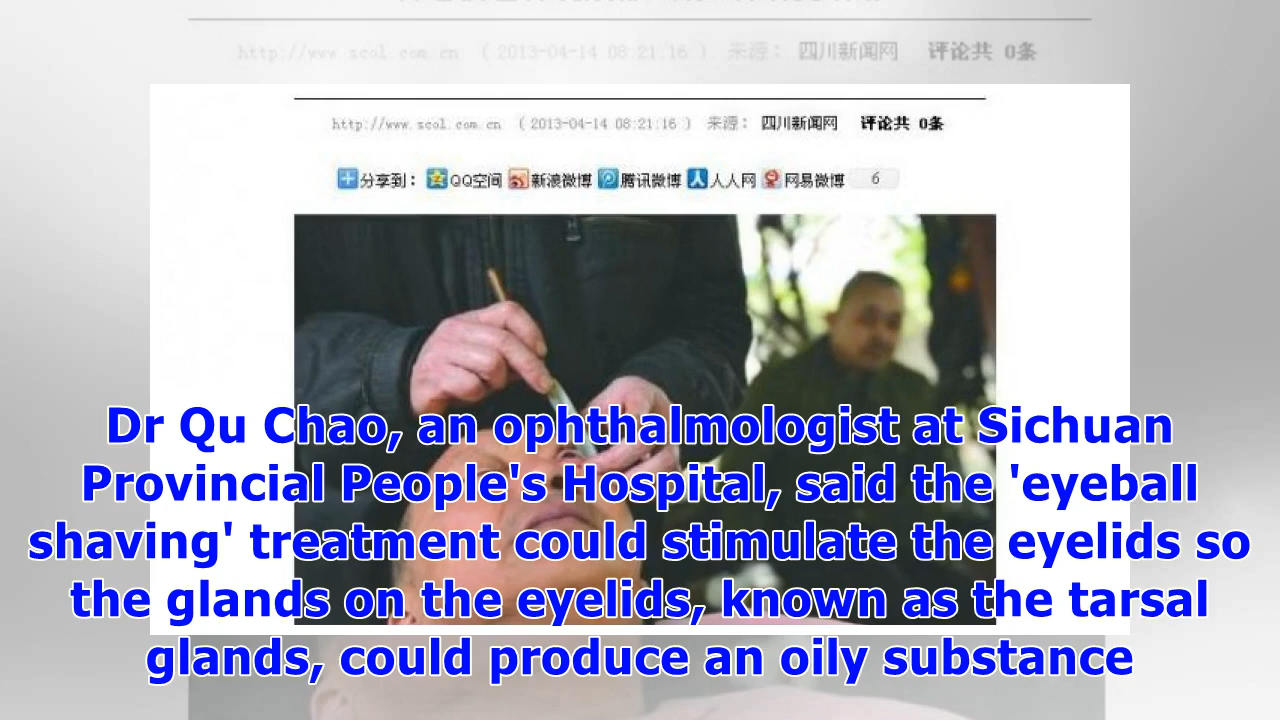 http://www.scol.com.cn ( 2013-04-14 08:21:16 ) 来源： 四川新闻网 评论共 0条
http://www.scol.com.cn ( 2013-04-14 08:21:16 ) 来源： 四川新闻网 评论共 0条
分享到： QQ空间 新浪微博 腾讯微博 人人网 网易微博 6
Dr Qu Chao, an ophthalmologist at Sichuan
Provincial People's Hospital, said the 'eyeball
shaving' treatment could stimulate the eyelids so
the glands on the eyelids, known as the tarsal
glands, could produce an oily substance